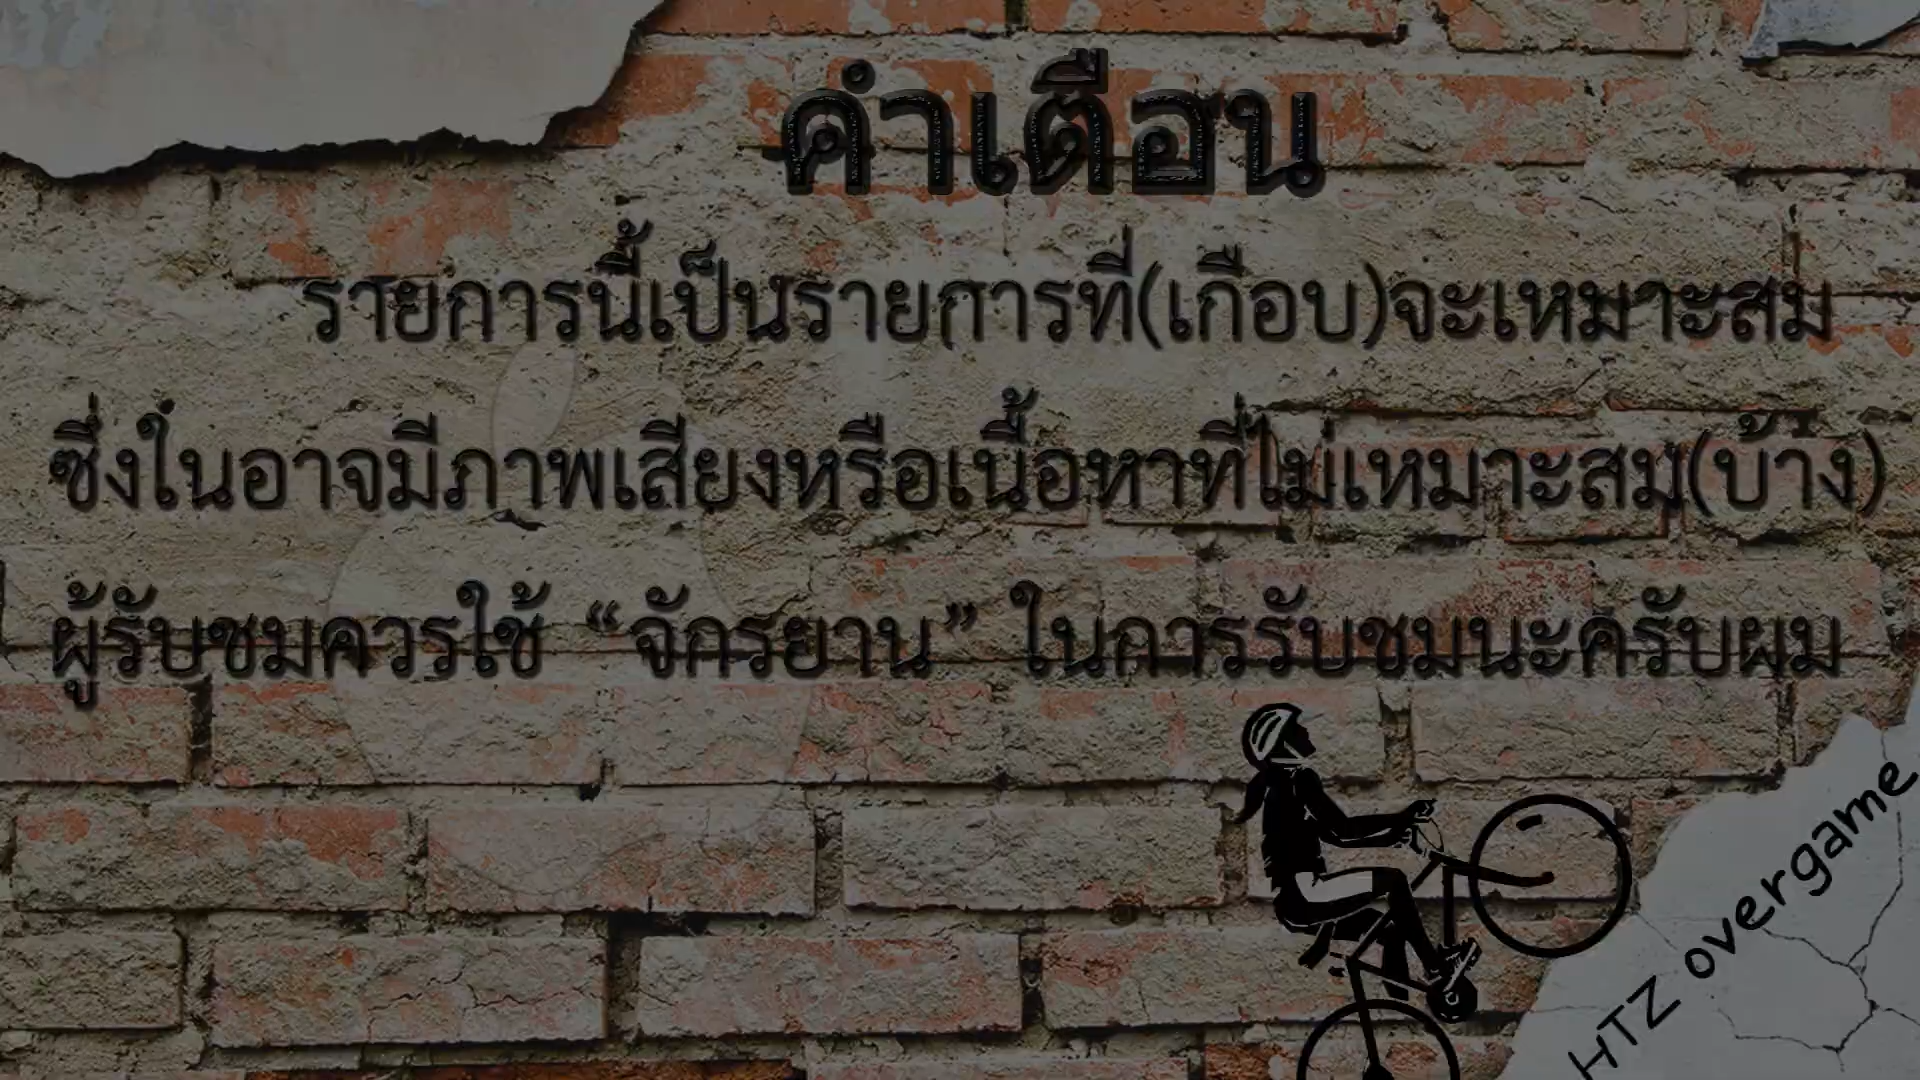 คำเตือน
รายการนี้เป็นรายการที่(เกือบ)จะเหมาะสม
ซึ่งในอาจมีภาพเสียงหรือเนื้อหาที่ไม่เหมาะสม(บ้าง)
ผู้รับชมควรใช้ “จักรยาน” ในการรับชมนะครับผม
HTZ overgame